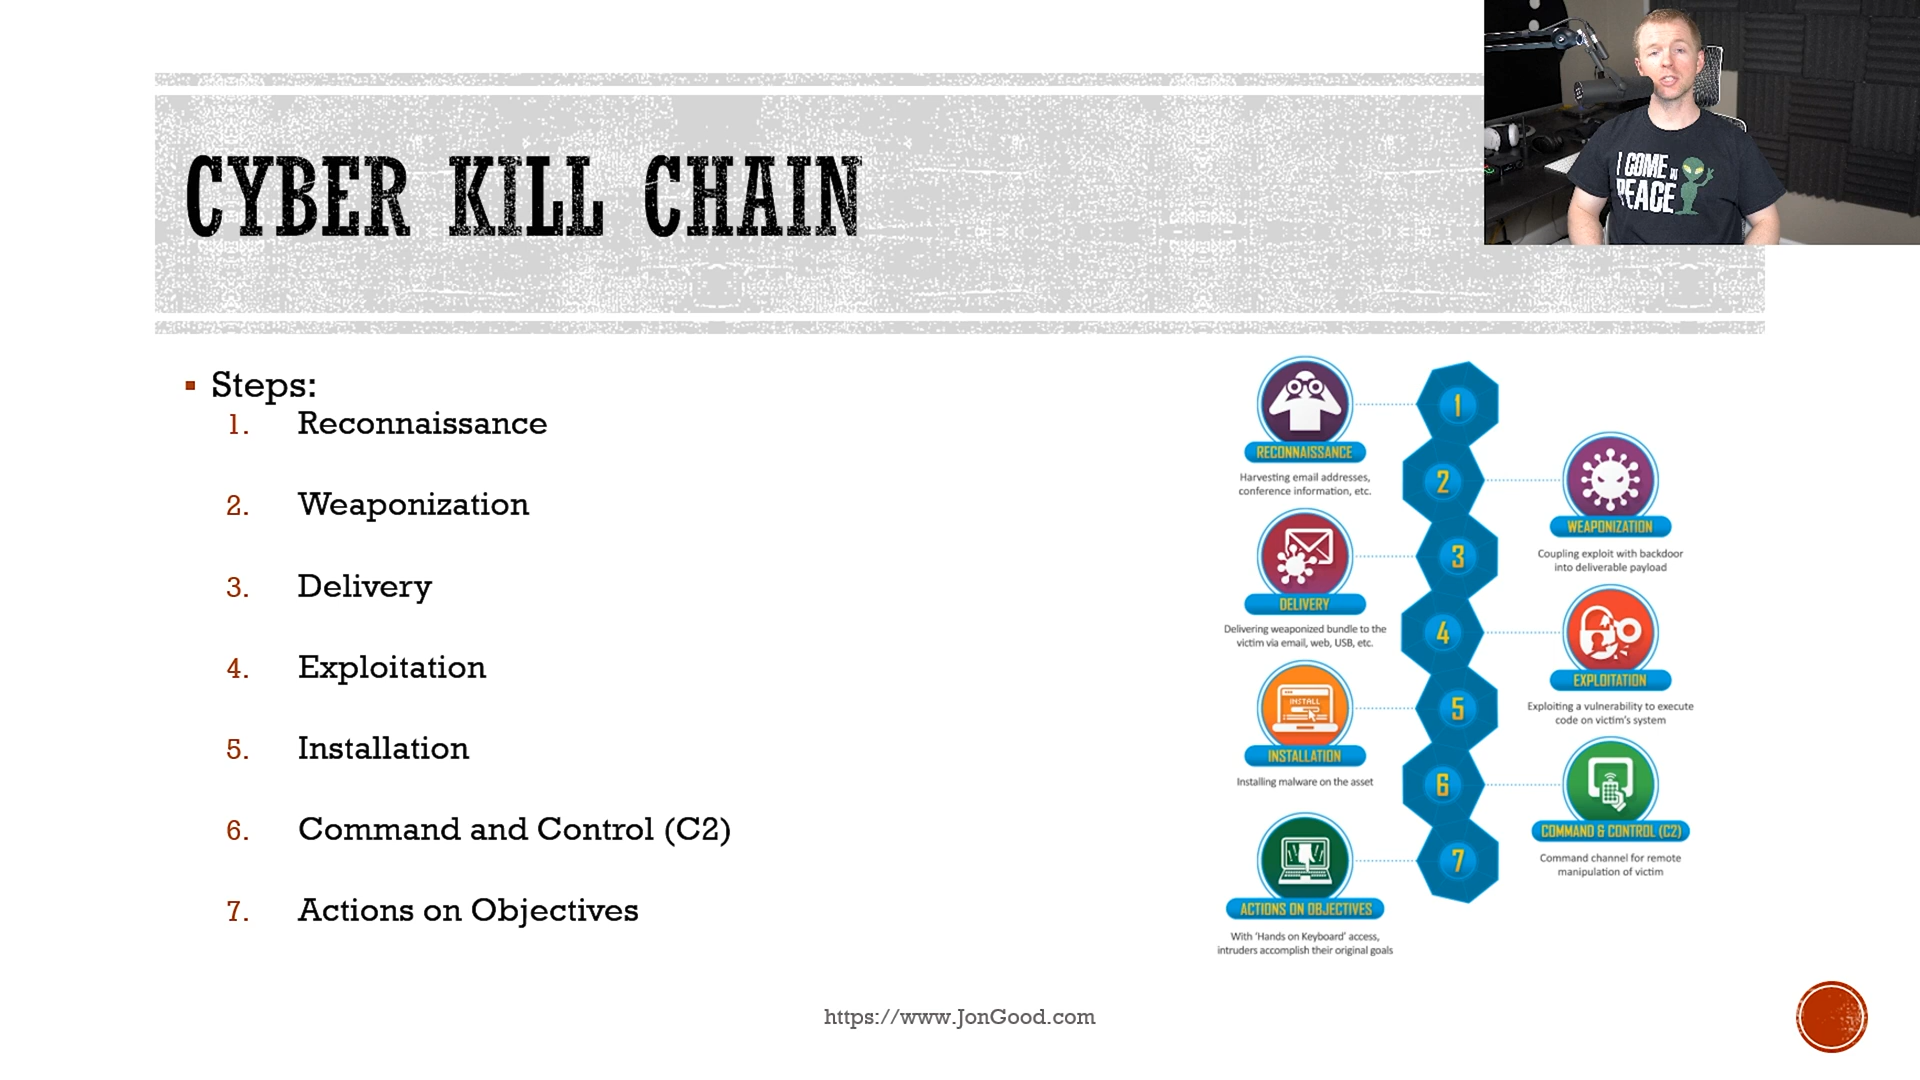 CYBER KILL CHAIN
I COME IN
PEACE
Steps:
1. Reconnaissance
2. Weaponization
3. Delivery
4. Exploitation
5. Installation
6. Command and Control (C2)
7. Actions on Objectives
1
RECONNAISSANCE
Harvesting email addresses,
conference information, etc.
2
WEAPONIZATION
Coupling exploit with backdoor
into deliverable payload
3
DELIVERY
Delivering weaponized bundle to the
victim via email, web, USB, etc.
4
EXPLOITATION
Exploiting a vulnerability to execute
code on victim's system
5
INSTALL
INSTALLATION
Installing malware on the asset
6
COMMAND & CONTROL (C2)
Command channel for remote
manipulation of victim
7
ACTIONS ON OBJECTIVES
With 'Hands on Keyboard' access,
intruders accomplish their original goals
https://www.JonGood.com